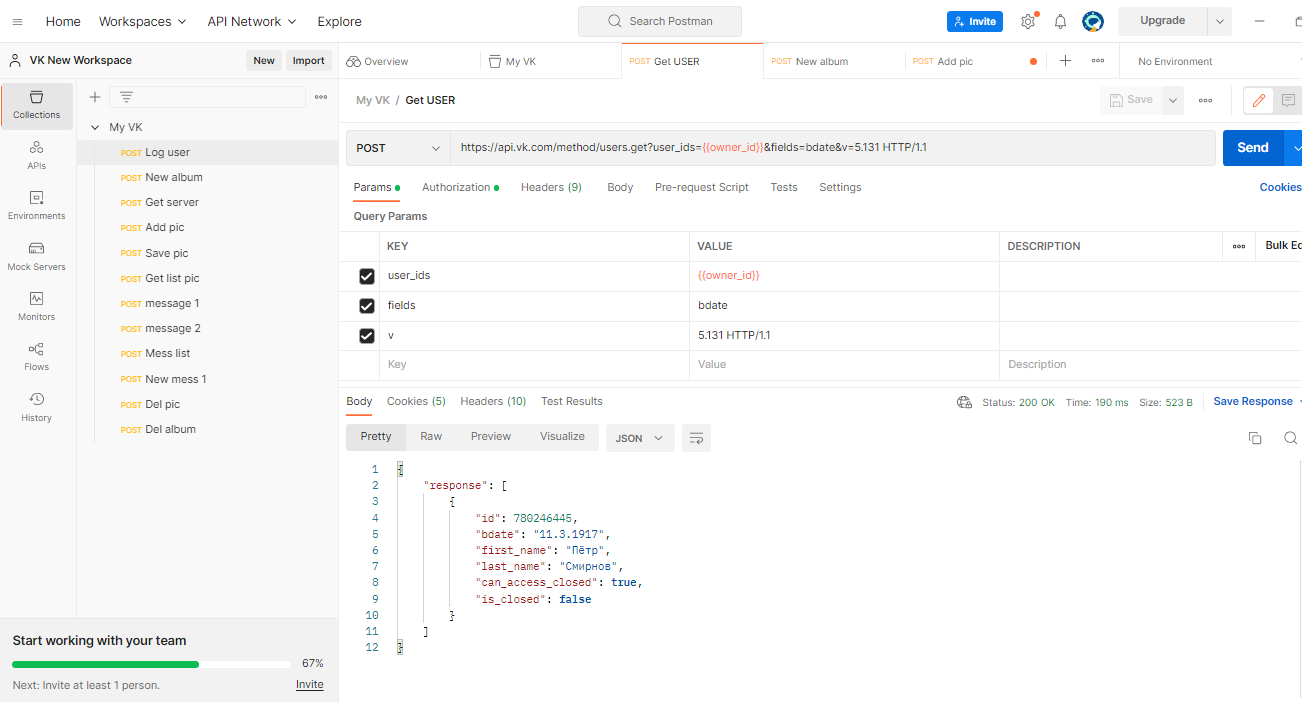 Home Workspaces API Network Explore Search Postman Invite Upgrade
VK New Workspace New Import Overview My VK POST Get USER POST New album POST Add pic No Environment
My VK / Get USER Save
Collections
APIs
Environments
Mock Servers
Monitors
Flows
History
My VK
POST Log user
POST New album
POST Get server
POST Add pic
POST Save pic
POST Get list pic
POST message 1
POST message 2
POST Mess list
POST New mess 1
POST Del pic
POST Del album
Start working with your team
67%
Next: Invite at least 1 person. Invite
POST https://api.vk.com/method/users.get?user_ids={{owner_id}}&fields=bdate&v=5.131 HTTP/1.1 Send
Params Authorization Headers (9) Body Pre-request Script Tests Settings Cookies
Query Params
KEY VALUE DESCRIPTION Bulk Ed
user_ids {{owner_id}}
fields bdate
v 5.131 HTTP/1.1
Key Value Description
Body Cookies (5) Headers (10) Test Results Status: 200 OK Time: 190 ms Size: 523 B Save Response
Pretty Raw Preview Visualize JSON
1 {
2 "response": [
3 {
4 "id": 780246445,
5 "bdate": "11.3.1917",
6 "first_name": "Пётр",
7 "last_name": "Смирнов",
8 "can_access_closed": true,
9 "is_closed": false
10 }
11 ]
12 }